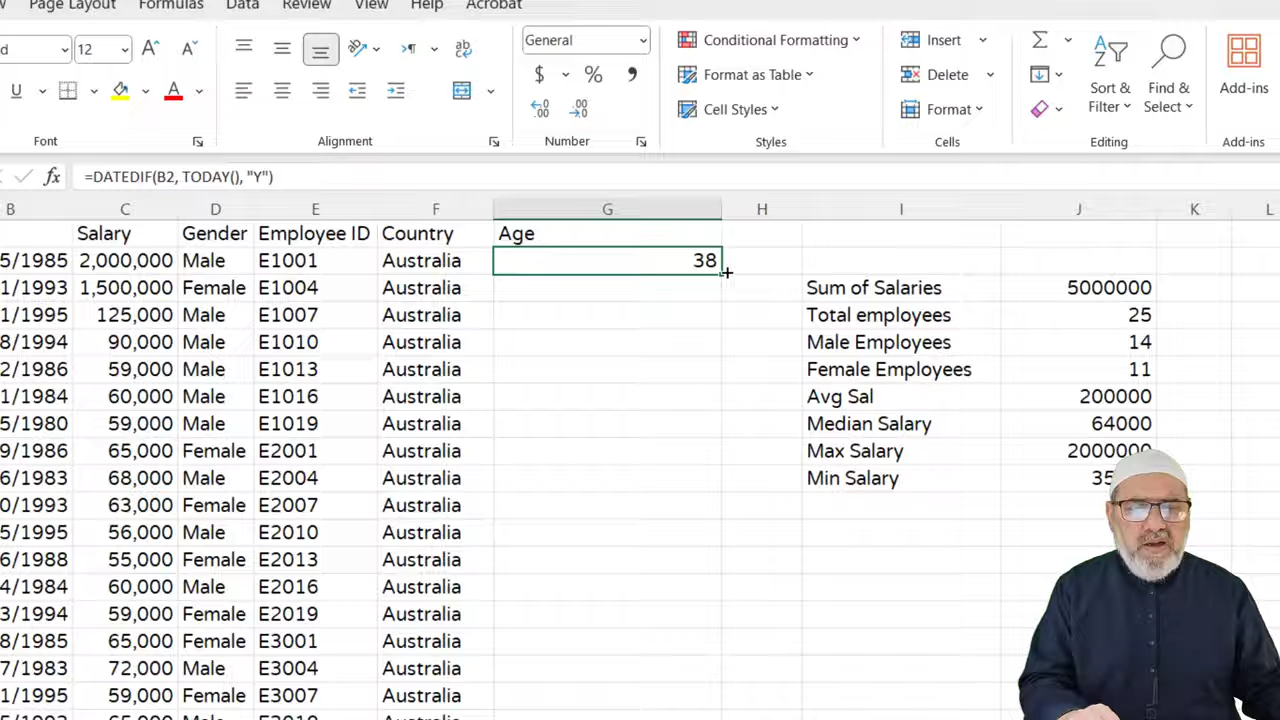 Page Layout Formulas Data Review View Help Acrobat
12 General Conditional Formatting Insert
$ % Format as Table Delete Sort & Filter Find & Select Add-ins
U Cell Styles Format
Font Alignment Number Styles Cells Editing Add-ins
fx =DATEDIF(B2, TODAY(), "Y")
B C D E F G H I J K L
Salary Gender Employee ID Country Age
5/1985 2,000,000 Male E1001 Australia 38
1/1993 1,500,000 Female E1004 Australia Sum of Salaries 5000000
1/1995 125,000 Male E1007 Australia Total employees 25
8/1994 90,000 Male E1010 Australia Male Employees 14
2/1986 59,000 Male E1013 Australia Female Employees 11
1/1984 60,000 Male E1016 Australia Avg Sal 200000
5/1980 59,000 Male E1019 Australia Median Salary 64000
9/1986 65,000 Female E2001 Australia Max Salary 2000000
6/1983 68,000 Male E2004 Australia Min Salary
0/1993 63,000 Female E2007 Australia
5/1995 56,000 Male E2010 Australia
6/1988 55,000 Female E2013 Australia
4/1984 60,000 Male E2016 Australia
3/1994 59,000 Female E2019 Australia
8/1985 65,000 Female E3001 Australia
7/1983 72,000 Male E3004 Australia
1/1995 59,000 Female E3007 Australia